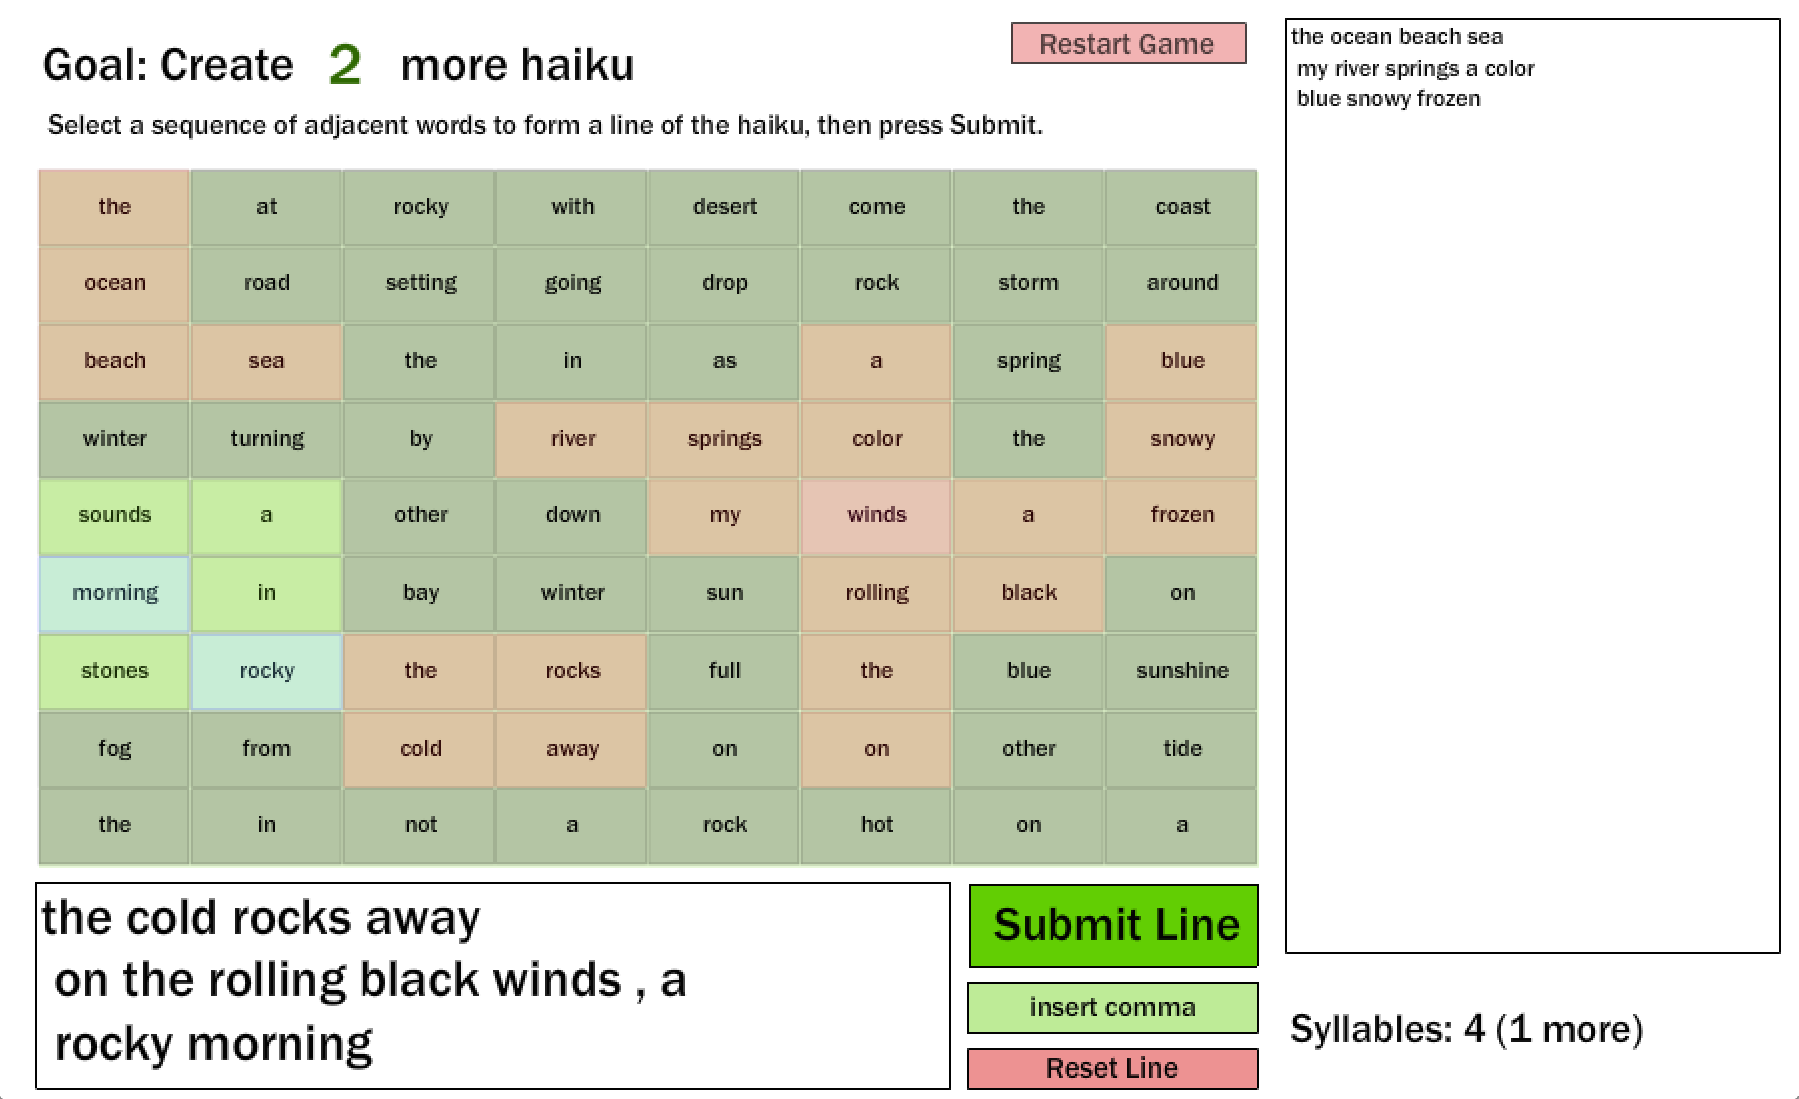 Goal: Create 2 more haiku
Restart Game
Select a sequence of adjacent words to form a line of the haiku, then press Submit.
the at rocky with desert come the coast
ocean road setting going drop rock storm around
beach sea the in as a spring blue
winter turning by river springs color the snowy
sounds a other down my winds a frozen
morning in bay winter sun rolling black on
stones rocky the rocks full the blue sunshine
fog from cold away on on other tide
the in not a rock hot on a
the cold rocks away
on the rolling black winds , a
rocky morning
Submit Line
insert comma
Reset Line
the ocean beach sea
my river springs a color
blue snowy frozen
Syllables: 4 (1 more)